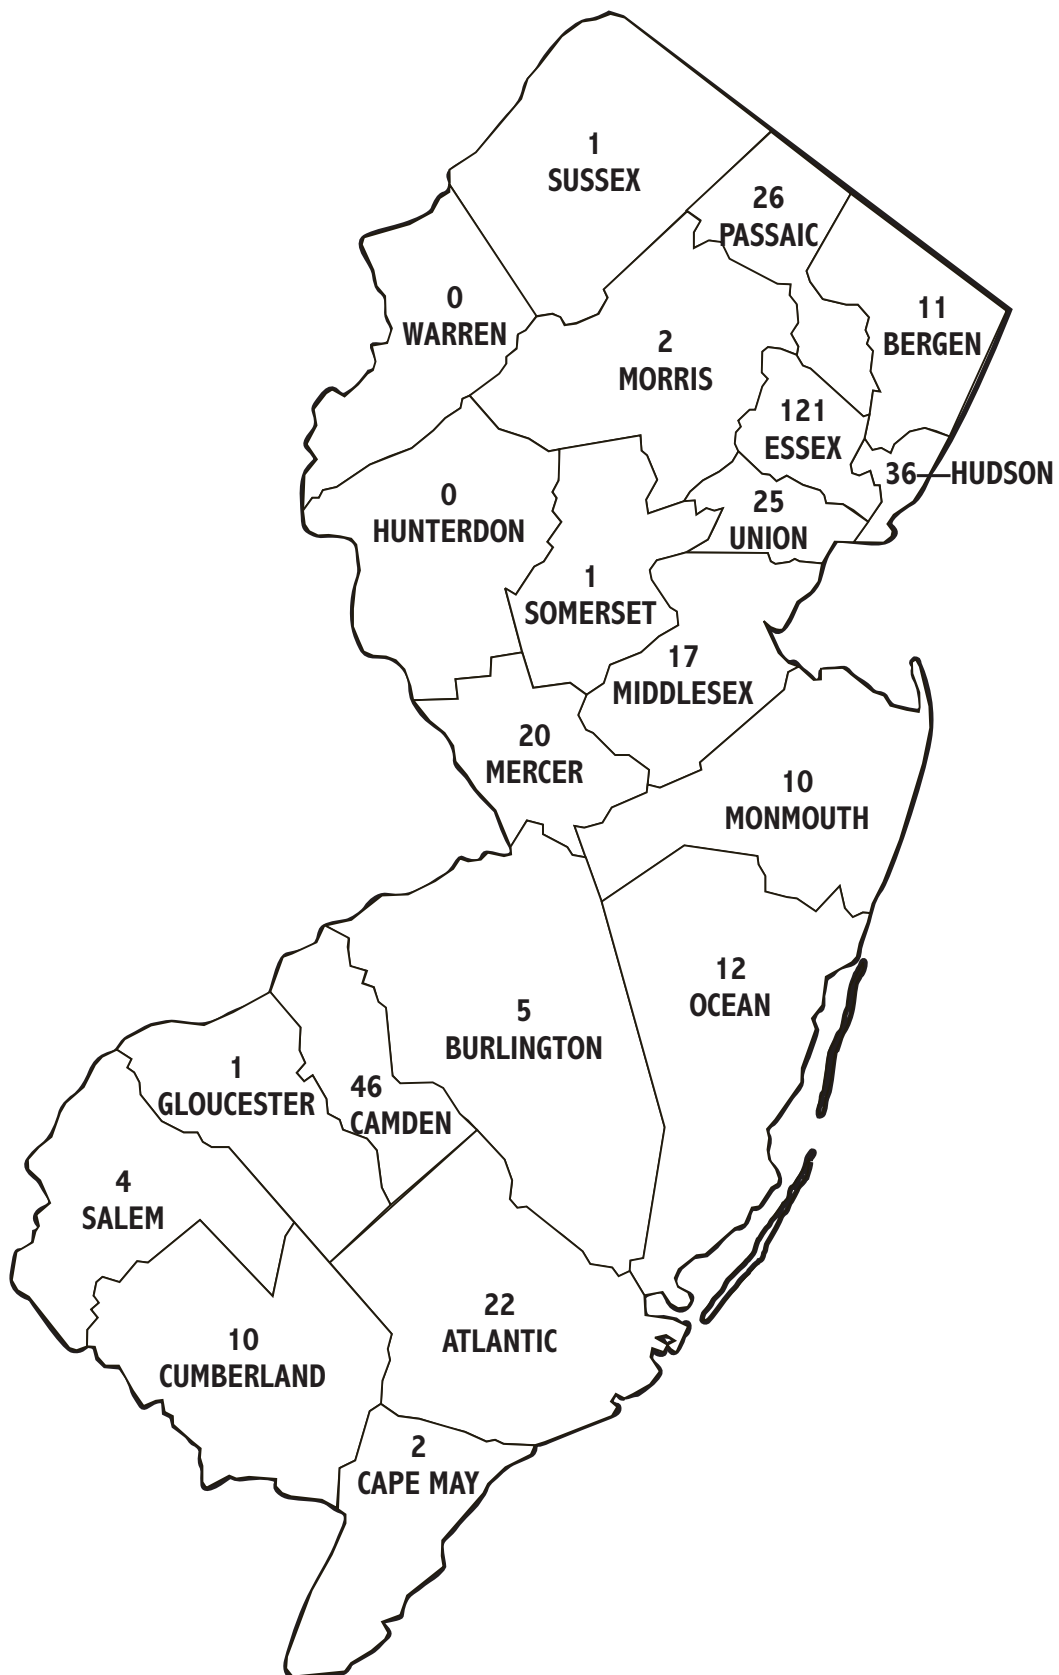 1
SUSSEX
26
PASSAIC
0
WARREN
11
BERGEN
2
MORRIS
121
ESSEX
36—HUDSON
0
HUNTERDON
25
UNION
1
SOMERSET
17
MIDDLESEX
20
MERCER
10
MONMOUTH
12
OCEAN
5
BURLINGTON
1
GLOUCESTER
46
CAMDEN
4
SALEM
22
ATLANTIC
10
CUMBERLAND
2
CAPE MAY